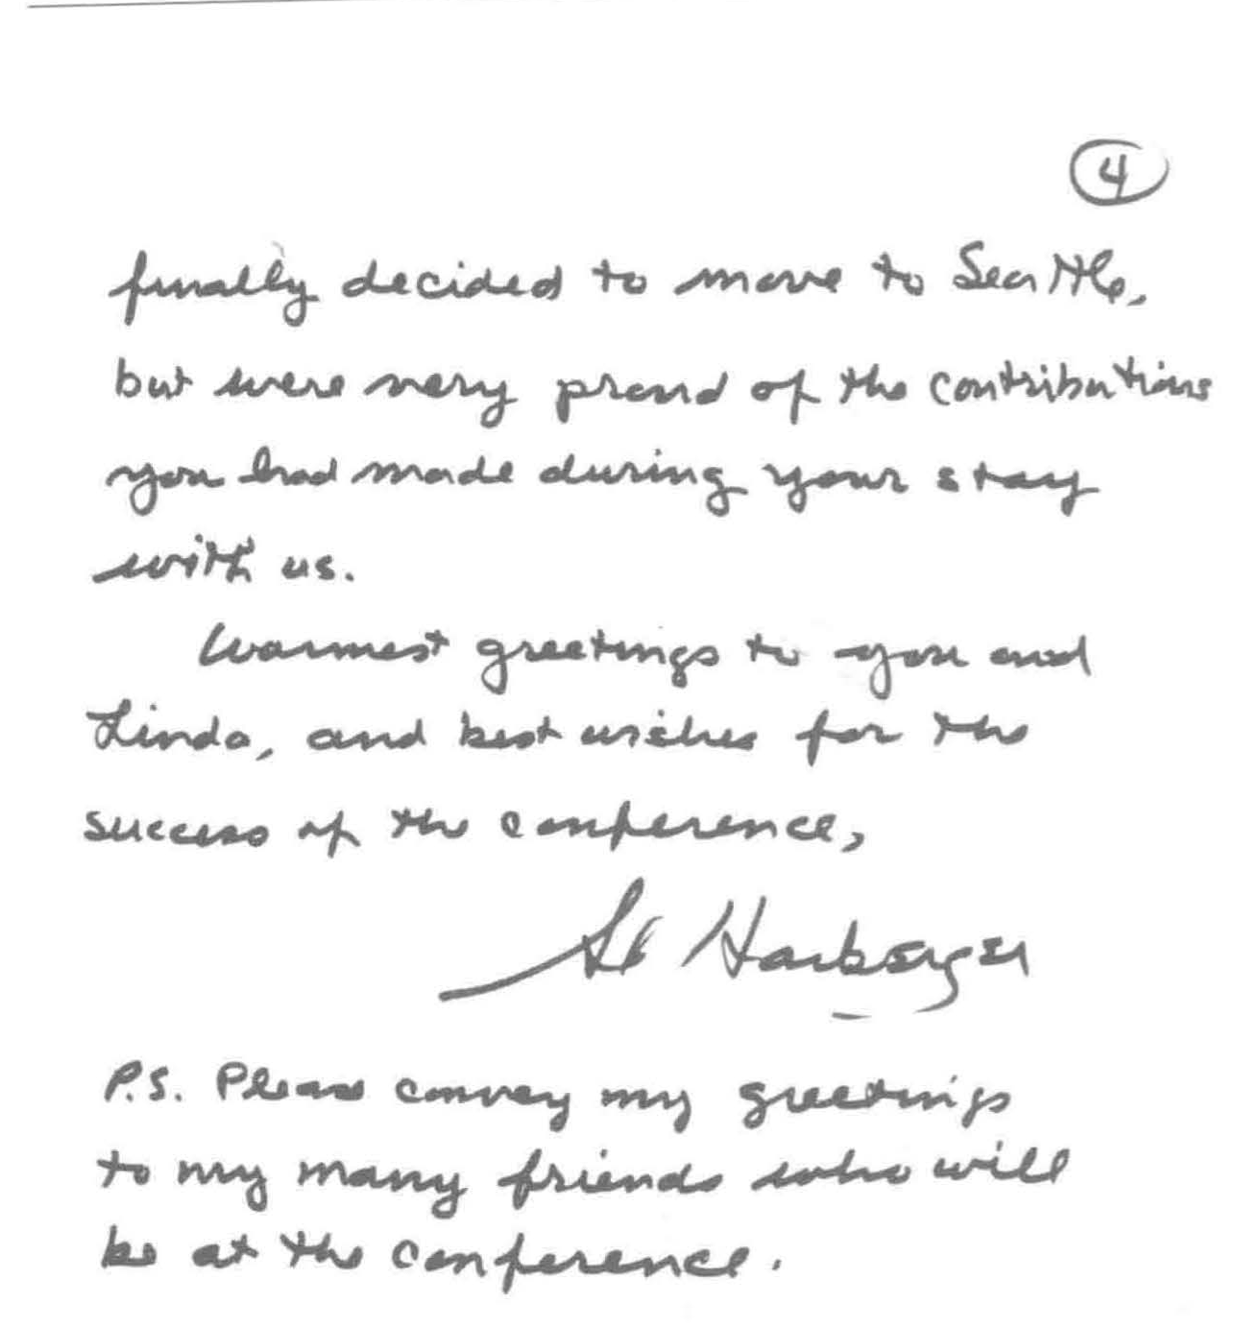 4
finally decided to move to Seattle,
but were very proud of the contributions
you had made during your stay
with us.
Warmest greetings to you and
Linda, and best wishes for the
success of the conference,
Al Harberger
P.S. Please convey my greetings
to my many friends who will
be at the conference.